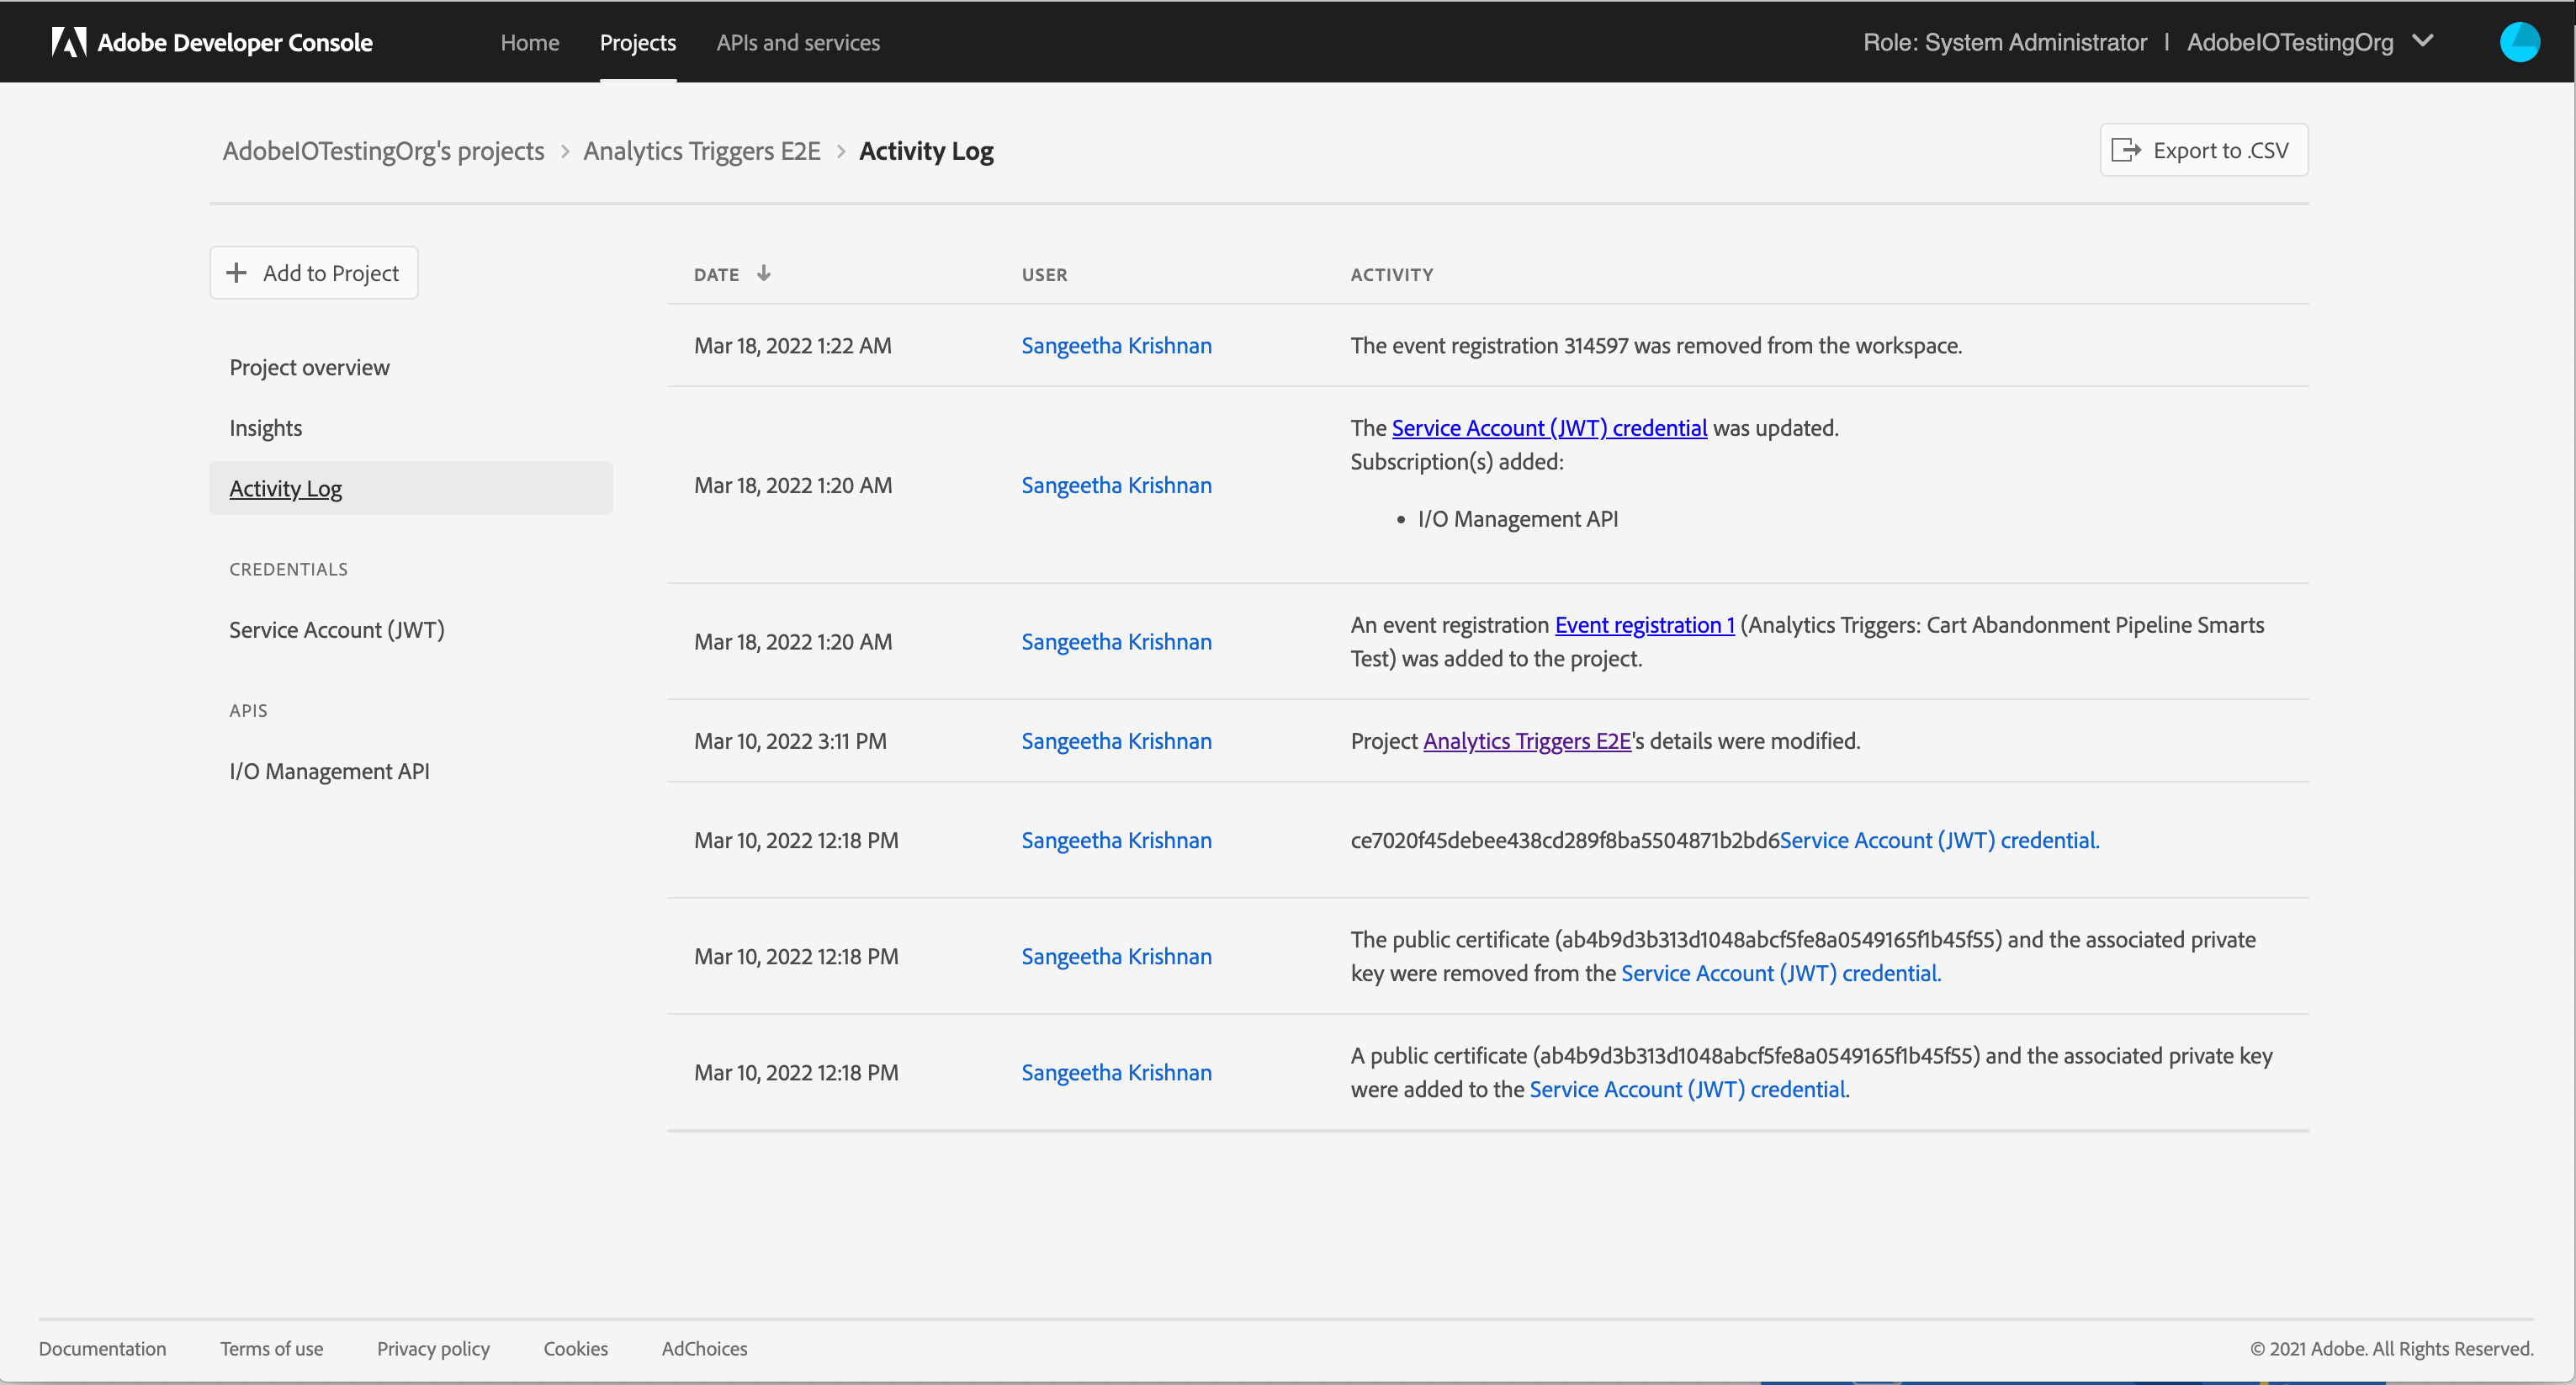 Adobe Developer Console
Home
Projects
APIs and services
Role: System Administrator | AdobeIOTestingOrg
AdobeIOTestingOrg's projects > Analytics Triggers E2E > Activity Log
Export to .CSV
Add to Project
Project overview
Insights
Activity Log
CREDENTIALS
Service Account (JWT)
APIS
I/O Management API
DATE
USER
ACTIVITY
Mar 18, 2022 1:22 AM
Sangeetha Krishnan
The event registration 314597 was removed from the workspace.
Mar 18, 2022 1:20 AM
Sangeetha Krishnan
The Service Account (JWT) credential was updated.
Subscription(s) added:
• I/O Management API
Mar 18, 2022 1:20 AM
Sangeetha Krishnan
An event registration Event registration 1 (Analytics Triggers: Cart Abandonment Pipeline Smarts
Test) was added to the project.
Mar 10, 2022 3:11 PM
Sangeetha Krishnan
Project Analytics Triggers E2E's details were modified.
Mar 10, 2022 12:18 PM
Sangeetha Krishnan
ce7020f45debee438cd289f8ba5504871b2bd6Service Account (JWT) credential.
Mar 10, 2022 12:18 PM
Sangeetha Krishnan
The public certificate (ab4b9d3b313d1048abcf5fe8a0549165f1b45f55) and the associated private
key were removed from the Service Account (JWT) credential.
Mar 10, 2022 12:18 PM
Sangeetha Krishnan
A public certificate (ab4b9d3b313d1048abcf5fe8a0549165f1b45f55) and the associated private key
were added to the Service Account (JWT) credential.
Documentation
Terms of use
Privacy policy
Cookies
AdChoices
© 2021 Adobe. All Rights Reserved.